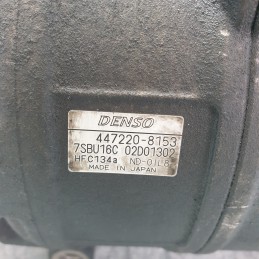 DENSO
447220-8153
7SBU16C 02D01302
HFC134a ND-OIL8
MADE IN JAPAN